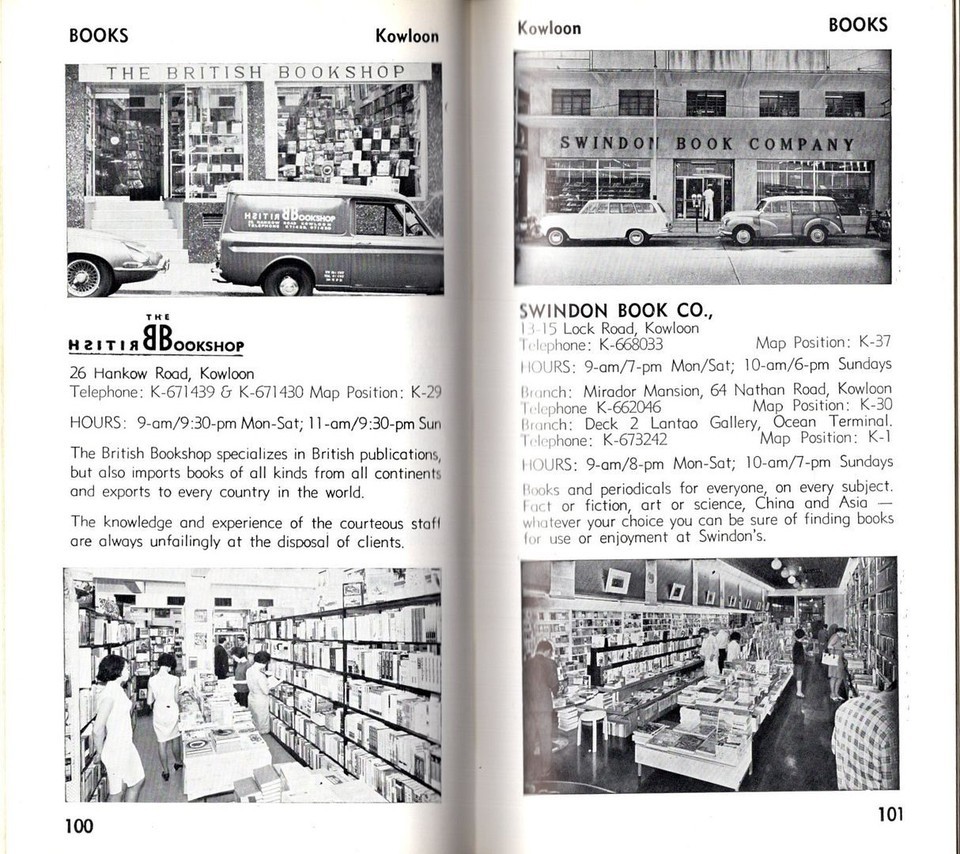 BOOKS Kowloon
THE BRITISH BOOKSHOP
BRITISH BOOKSHOP
THE
BRITISH BOOKSHOP
26 Hankow Road, Kowloon
Telephone: K-671439 & K-671430 Map Position: K-29
HOURS: 9-am/9:30-pm Mon-Sat; 11-am/9:30-pm Sun
The British Bookshop specializes in British publications,
but also imports books of all kinds from all continents
and exports to every country in the world.
The knowledge and experience of the courteous staff
are always unfailingly at the disposal of clients.
100
Kowloon BOOKS
SWINDON BOOK COMPANY
SWINDON BOOK CO.,
13-15 Lock Road, Kowloon
Telephone: K-668033 Map Position: K-37
HOURS: 9-am/7-pm Mon/Sat; 10-am/6-pm Sundays
Branch: Mirador Mansion, 64 Nathan Road, Kowloon
Telephone K-662046 Map Position: K-30
Branch: Deck 2 Lantao Gallery, Ocean Terminal.
Telephone: K-673242 Map Position: K-1
HOURS: 9-am/8-pm Mon-Sat; 10-am/7-pm Sundays
Books and periodicals for everyone, on every subject.
Fact or fiction, art or science, China and Asia —
whatever your choice you can be sure of finding books
for use or enjoyment at Swindon's.
101